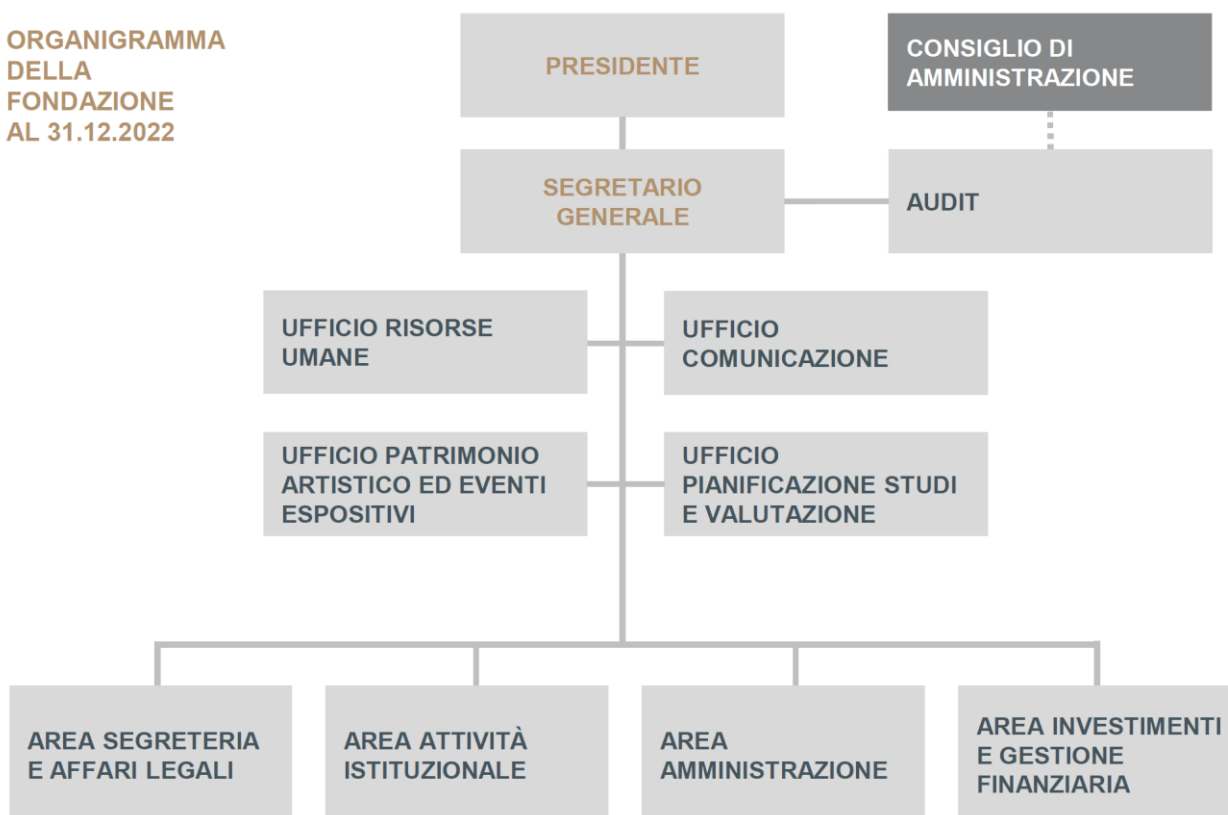 ORGANIGRAMMA
DELLA
FONDAZIONE
AL 31.12.2022
PRESIDENTE
CONSIGLIO DI
AMMINISTRAZIONE
SEGRETARIO
GENERALE
AUDIT
UFFICIO RISORSE
UMANE
UFFICIO
COMUNICAZIONE
UFFICIO PATRIMONIO
ARTISTICO ED EVENTI
ESPOSITIVI
UFFICIO
PIANIFICAZIONE STUDI
E VALUTAZIONE
AREA SEGRETERIA
E AFFARI LEGALI
AREA ATTIVITÀ
ISTITUZIONALE
AREA
AMMINISTRAZIONE
AREA INVESTIMENTI
E GESTIONE
FINANZIARIA